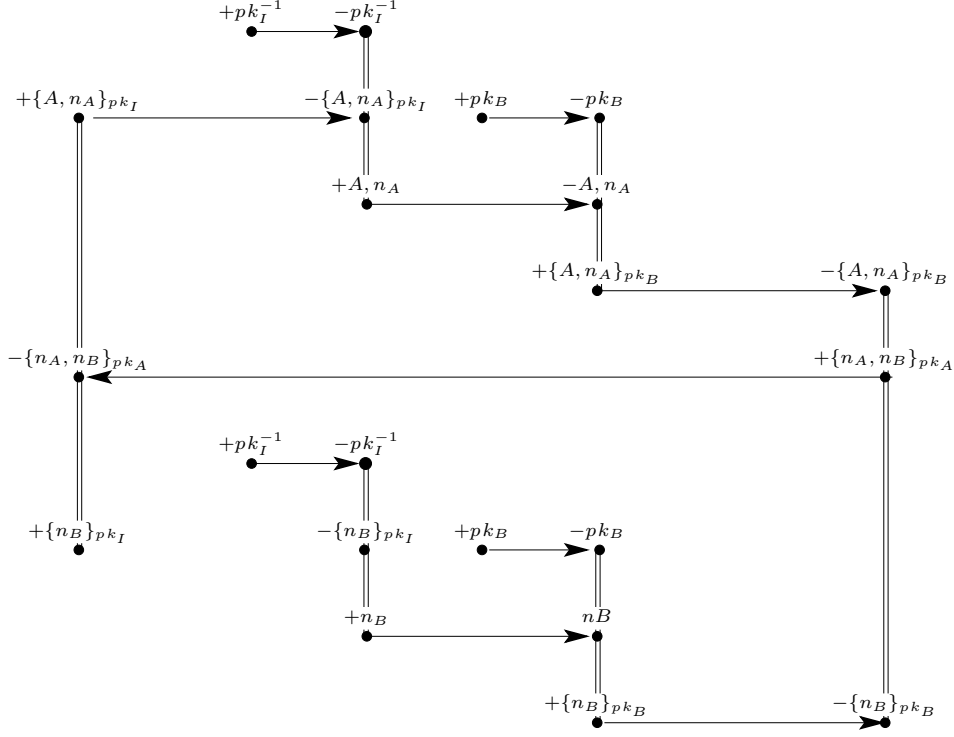 $+pk_I^{-1}$ $-pk_I^{-1}$
$+\{A, n_A\}_{pk_I}$ $-\{A, n_A\}_{pk_I}$ $+pk_B$ $-pk_B$
$+A, n_A$ $-A, n_A$
$+\{A, n_A\}_{pk_B}$ $-\{A, n_A\}_{pk_B}$
$-\{n_A, n_B\}_{pk_A}$ $+\{n_A, n_B\}_{pk_A}$
$+pk_I^{-1}$ $-pk_I^{-1}$
$+\{n_B\}_{pk_I}$ $-\{n_B\}_{pk_I}$ $+pk_B$ $-pk_B$
$+n_B$ $nB$
$+\{n_B\}_{pk_B}$ $-\{n_B\}_{pk_B}$